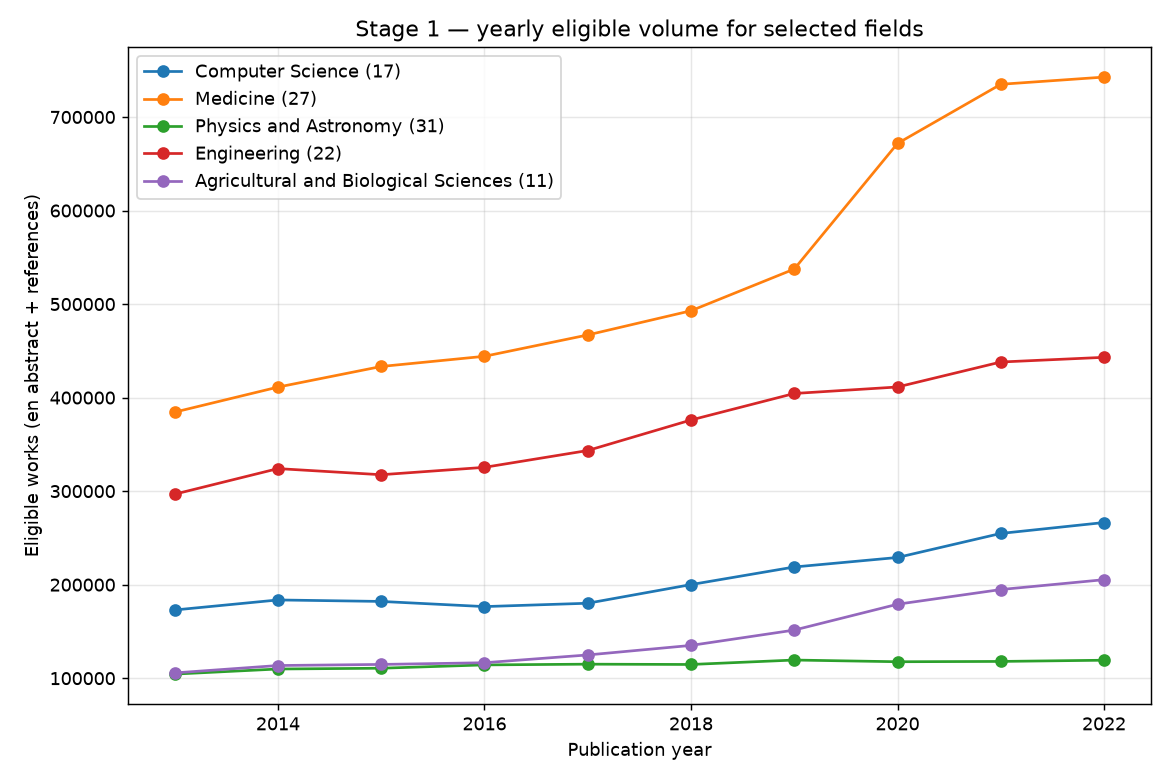 Stage 1 — yearly eligible volume for selected fields
Computer Science (17)
Medicine (27)
Physics and Astronomy (31)
Engineering (22)
Agricultural and Biological Sciences (11)
Eligible works (en abstract + references)
700000
600000
500000
400000
300000
200000
100000
2014 2016 2018 2020 2022
Publication year